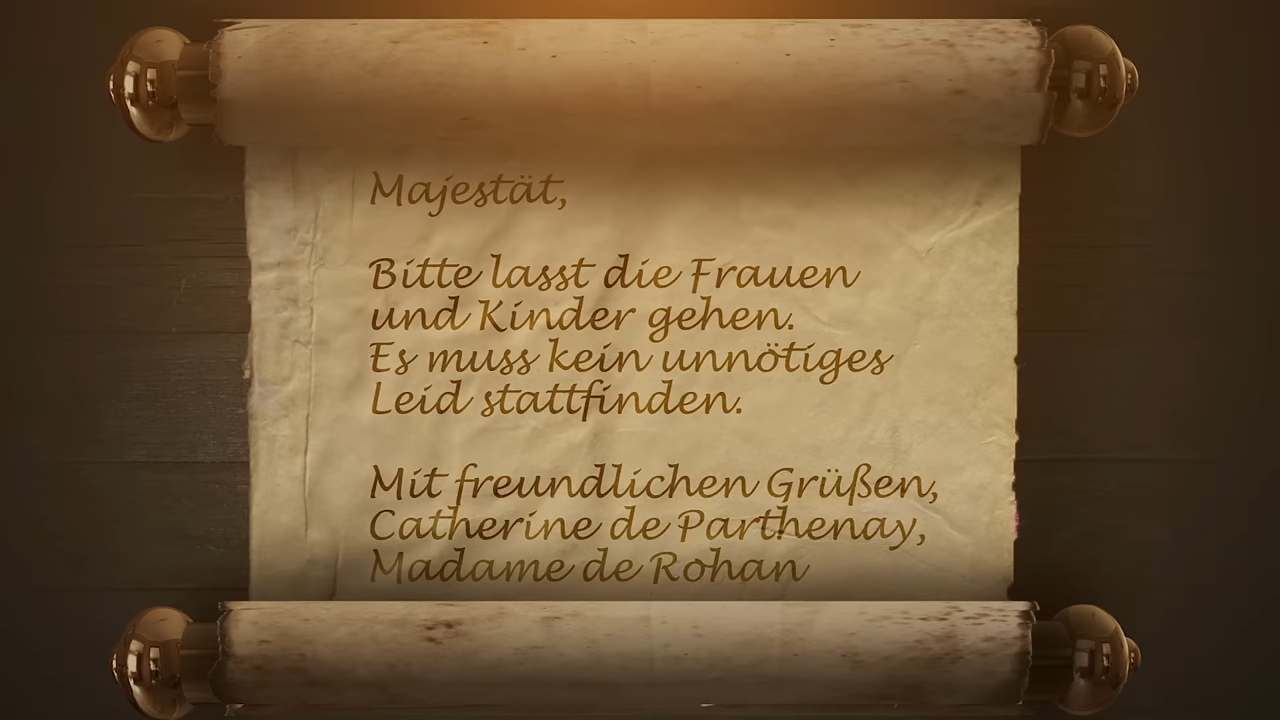 Majestät,
Bitte lasst die Frauen
und Kinder gehen.
Es muss kein unnötiges
Leid stattfinden.
Mit freundlichen Grüßen,
Catherine de Parthenay,
Madame de Rohan